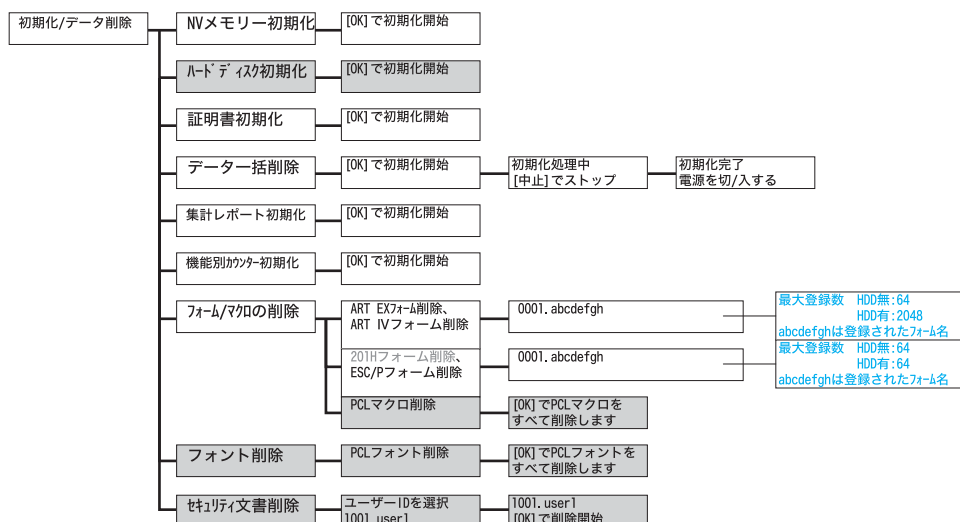 初期化/データ削除
NVメモリー初期化
[OK]で初期化開始
ﾊｰﾄﾞﾃﾞｨｽｸ初期化
[OK]で初期化開始
証明書初期化
[OK]で初期化開始
データ一括削除
[OK]で初期化開始
初期化処理中
[中止]でストップ
初期化完了
電源を切/入する
集計レポート初期化
[OK]で初期化開始
機能別ｶｳﾝﾀｰ初期化
[OK]で初期化開始
ﾌｫｰﾑ/ﾏｸﾛの削除
ART EXﾌｫｰﾑ削除、
ART IVフォーム削除
0001.abcdefgh
最大登録数 HDD無:64
HDD有:2048
abcdefghは登録されたﾌｫｰﾑ名
201Hフォーム削除、
ESC/Pフォーム削除
0001.abcdefgh
最大登録数 HDD無:64
HDD有:64
abcdefghは登録されたﾌｫｰﾑ名
PCLマクロ削除
[OK]でPCLマクロを
すべて削除します
フォント削除
PCLフォント削除
[OK]でPCLフォントを
すべて削除します
ｾｷｭﾘﾃｨ文書削除
ユーザーIDを選択
1001.user1
1001.user1
[OK]で削除開始